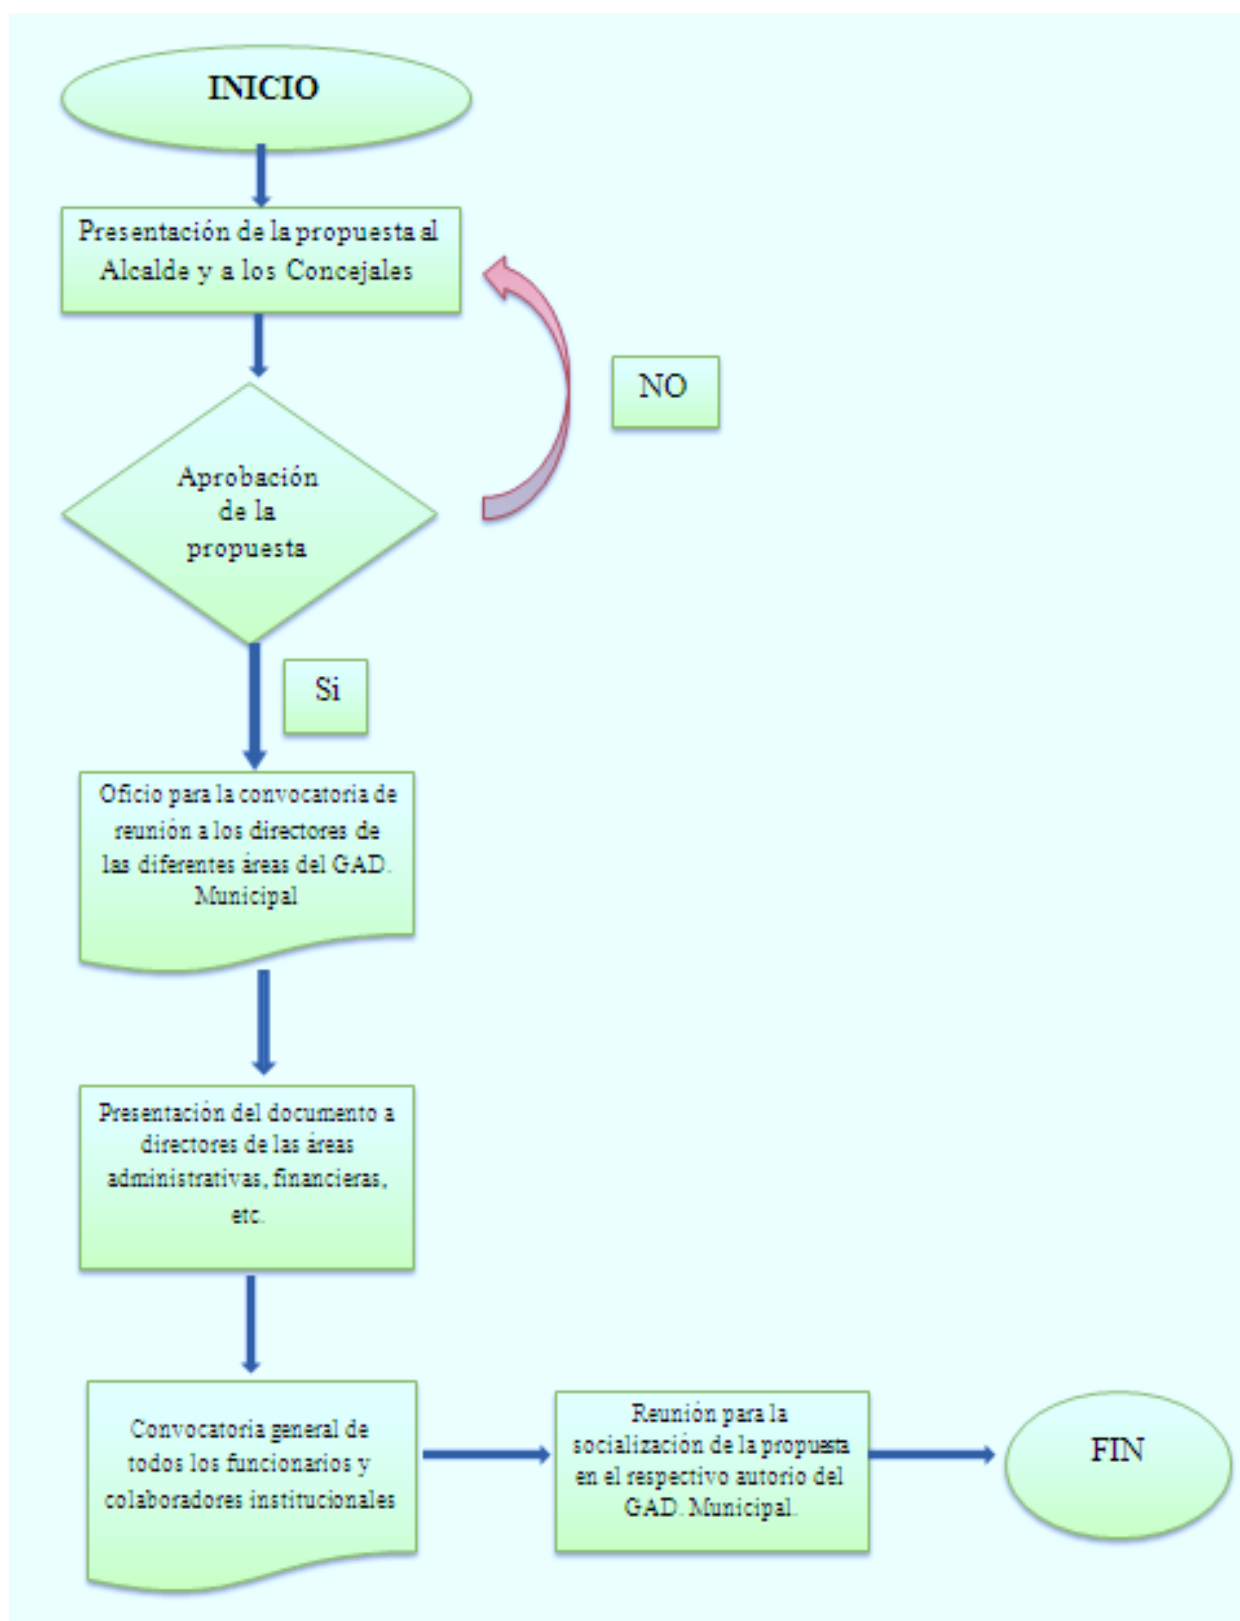 INICIO
Presentación de la propuesta al
Alcalde y a los Concejales
NO
Aprobación
de la
propuesta
Si
Oficio para la convocatoria de
reunión a los directores de
las diferentes áreas del GAD.
Municipal
Presentación del documento a
directores de las áreas
administrativas, financieras,
etc.
Convocatoria general de
todos los funcionarios y
colaboradores institucionales
Reunión para la
socialización de la propuesta
en el respectivo autorio del
GAD. Municipal.
FIN